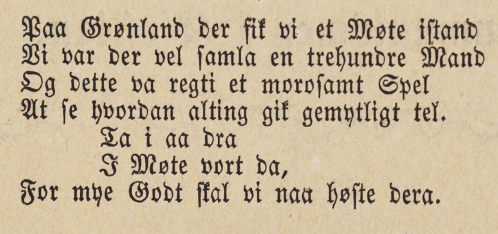 Paa Grønland der fik vi et Møte istand
Vi var der vel samla en trehundre Mand
Og dette va regti et morosamt Spel
At se hvordan alting gik gemytligt tel.
Ta i aa dra
I Møte vort da,
For mye Godt skal vi naa høste dera.